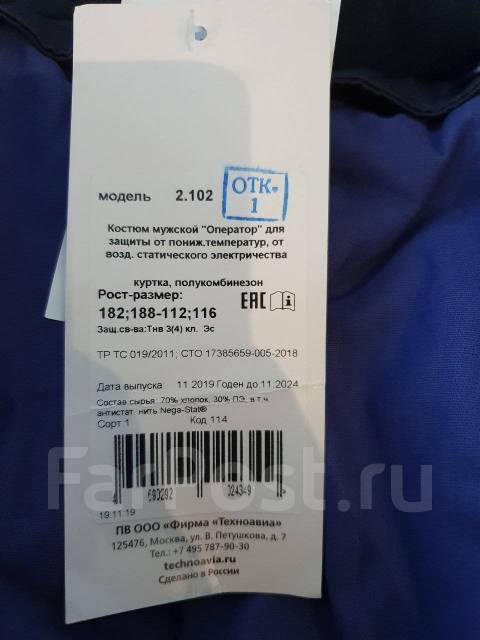 ОТК
1
модель 2.102
Костюм мужской "Оператор" для
защиты от пониж.температур, от
возд. статического электричества
куртка, полукомбинезон
Рост-размер:
182;188-112;116
EAC
Защ.св-ва:Тнв 3(4) кл. Эс
ТР ТС 019/2011; СТО 17385659-005-2018
Дата выпуска 11 2019 Годен до 11.2024
Состав сырья: 70% хлопок, 30% ПЭ, в т.ч.
антистат. нить Nega-Stat®
Сорт 1 Код 114
4 690292 024349
19.11.19
ПВ ООО «Фирма «Техноавиа»
125476, Москва, ул. В. Петушкова, д. 7
Тел.: +7 495 787-90-30
technoavia.ru
Сделано в России
FarPost.ru